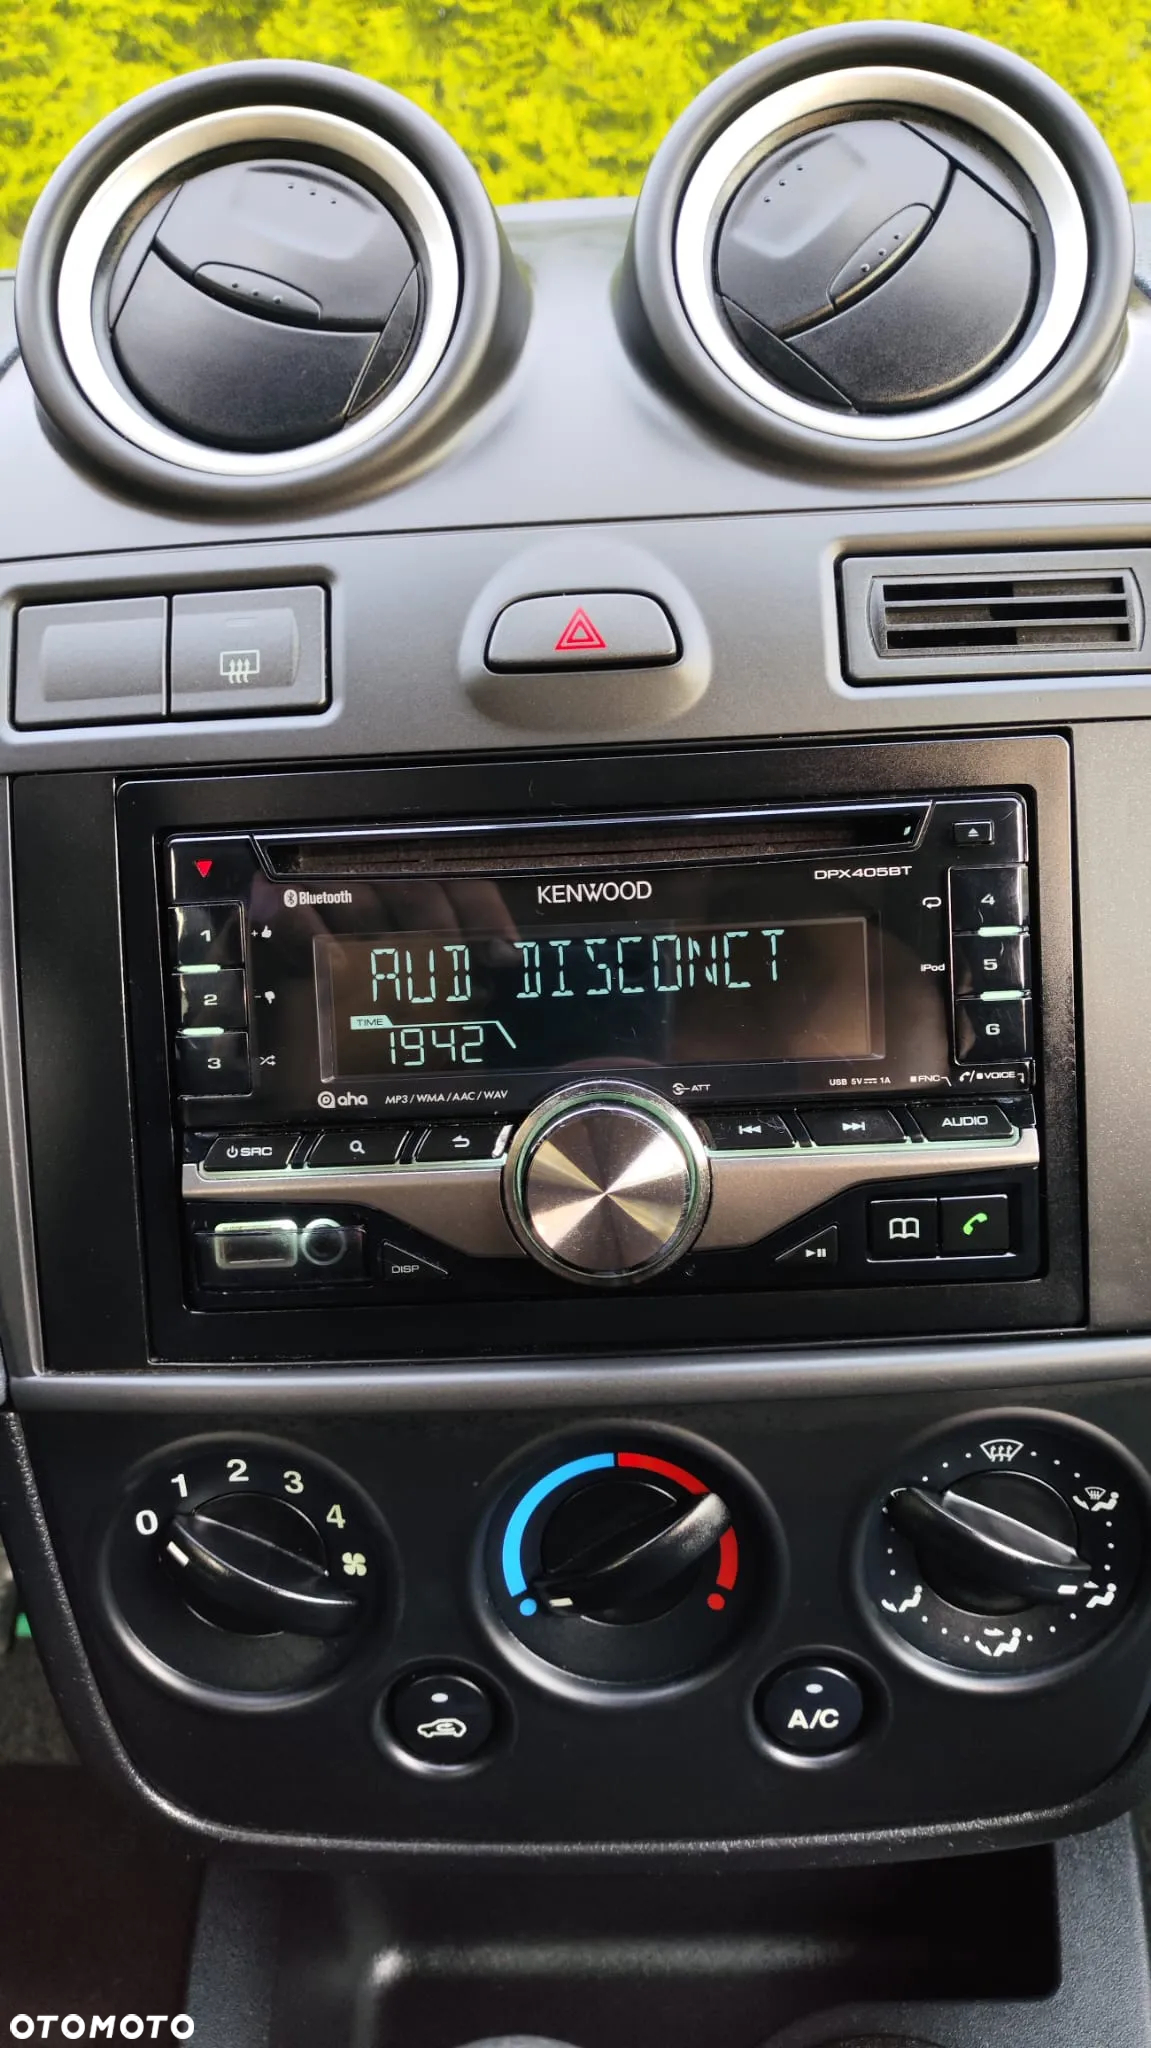 DPX405BT
Bluetooth
KENWOOD
1
4
AUD DISCONCT
2
iPod
5
TIME
1942
3
6
aha
MP3/WMA/AAC/WAV
ATT
USB 5V 1A
FNC
VOICE
SRC
AUDIO
DISP
0 1 2 3 4
A/C
OTOMOTO